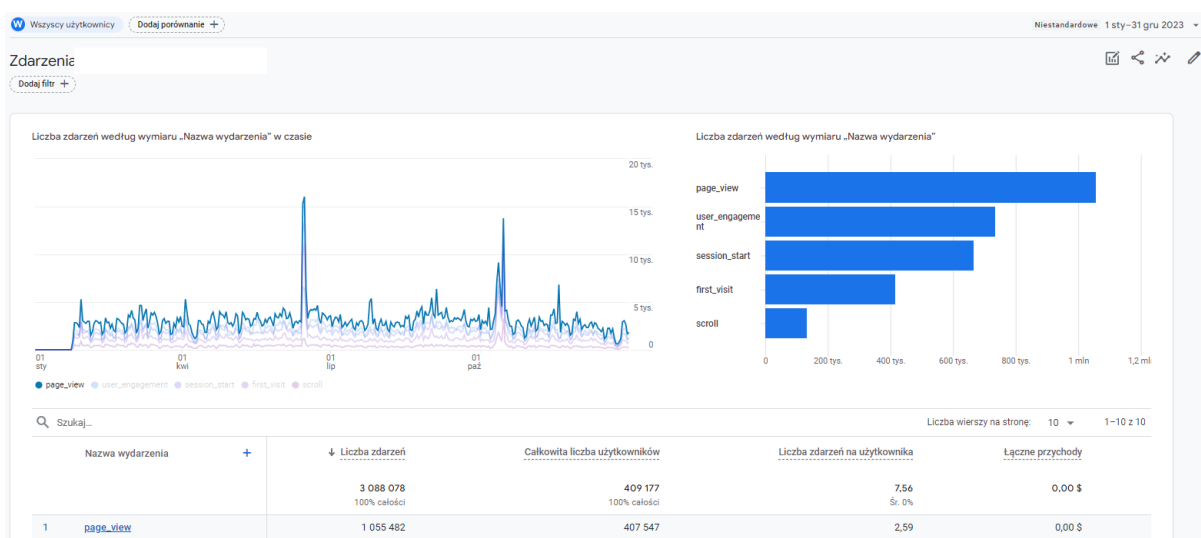 W Wszyscy użytkownicy Dodaj porównanie + Niestandardowe 1 sty–31 gru 2023
Zdarzenia
Dodaj filtr +
Liczba zdarzeń według wymiaru „Nazwa wydarzenia” w czasie
20 tys.
15 tys.
10 tys.
5 tys.
0
01 sty
01 kwi
01 lip
01 paź
page_view user_engagement session_start first_visit scroll
Liczba zdarzeń według wymiaru „Nazwa wydarzenia”
page_view
user_engageme
nt
session_start
first_visit
scroll
0 200 tys. 400 tys. 600 tys. 800 tys. 1 mln 1,2 ml
Szukaj... Liczba wierszy na stronę: 10 1–10 z 10
Nazwa wydarzenia + ↓ Liczba zdarzeń Całkowita liczba użytkowników Liczba zdarzeń na użytkownika Łączne przychody
3 088 078 409 177 7,56 0,00 $
100% całości 100% całości Śr. 0%
1 page_view 1 055 482 407 547 2,59 0,00 $